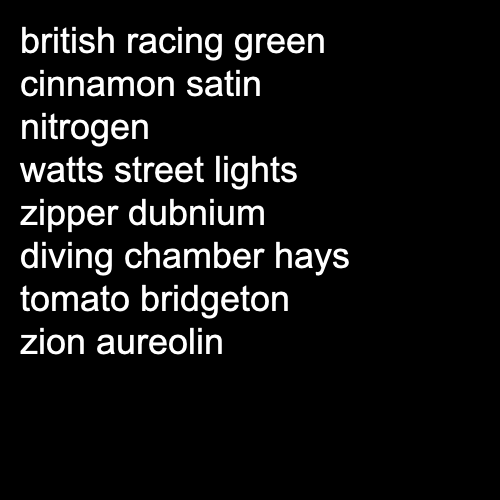 british racing green
cinnamon satin
nitrogen
watts street lights
zipper dubnium
diving chamber hays
tomato bridgeton
zion aureolin